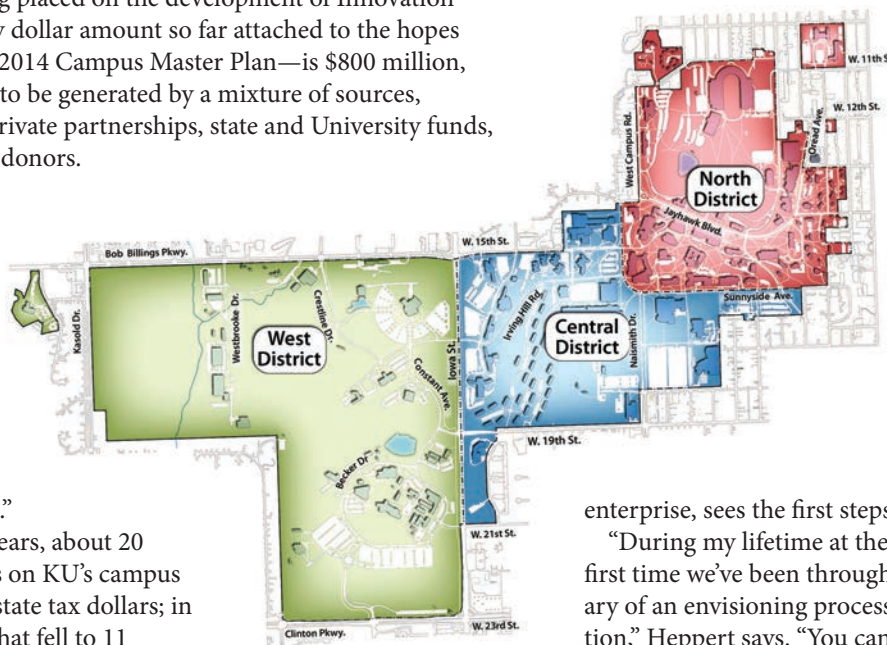 placed on the development of Innovation
dollar amount so far attached to the hopes
2014 Campus Master Plan—is $800 million,
to be generated by a mixture of sources,
private partnerships, state and University funds,
donors.
W. 11th S
W. 12th St.
Oread Ave.
West Campus Rd.
North
District
Jayhawk Blvd.
W. 15th St.
Bob Billings Pkwy.
Sunnyside Ave.
Kasold Dr.
Westbrooke Dr.
Crestline Dr.
Irving Hill Rd.
Naismith Dr.
Central
District
West
District
Iowa St.
Constant Ave.
W. 19th St.
Becker Dr
W. 21st St.
W. 23rd St.
Clinton Pkwy.
.”
ears, about 20
s on KU’s campus
state tax dollars; in
hat fell to 11
enterprise, sees the first steps
“During my lifetime at the
first time we’ve been through
ary of an envisioning process
tion,” Heppert says. “You can